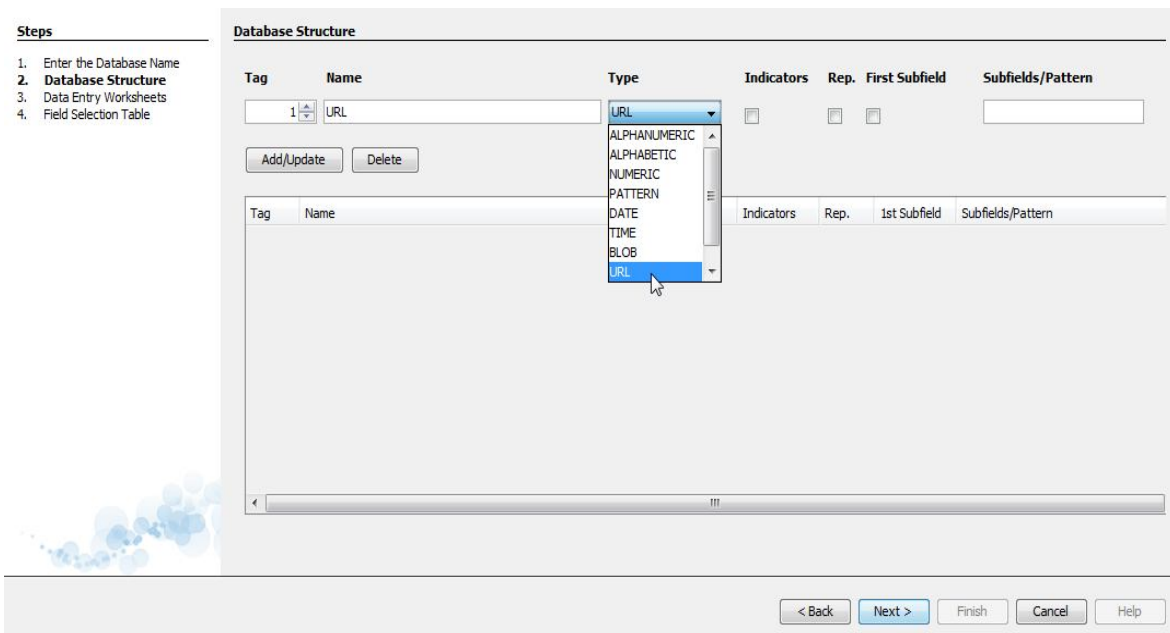 Steps
1. Enter the Database Name
2. Database Structure
3. Data Entry Worksheets
4. Field Selection Table
Database Structure
Tag Name Type Indicators Rep. First Subfield Subfields/Pattern
1 URL URL
ALPHANUMERIC
ALPHABETIC
NUMERIC
PATTERN
DATE
TIME
BLOB
URL
Add/Update Delete
Tag Name Indicators Rep. 1st Subfield Subfields/Pattern
< Back Next > Finish Cancel Help